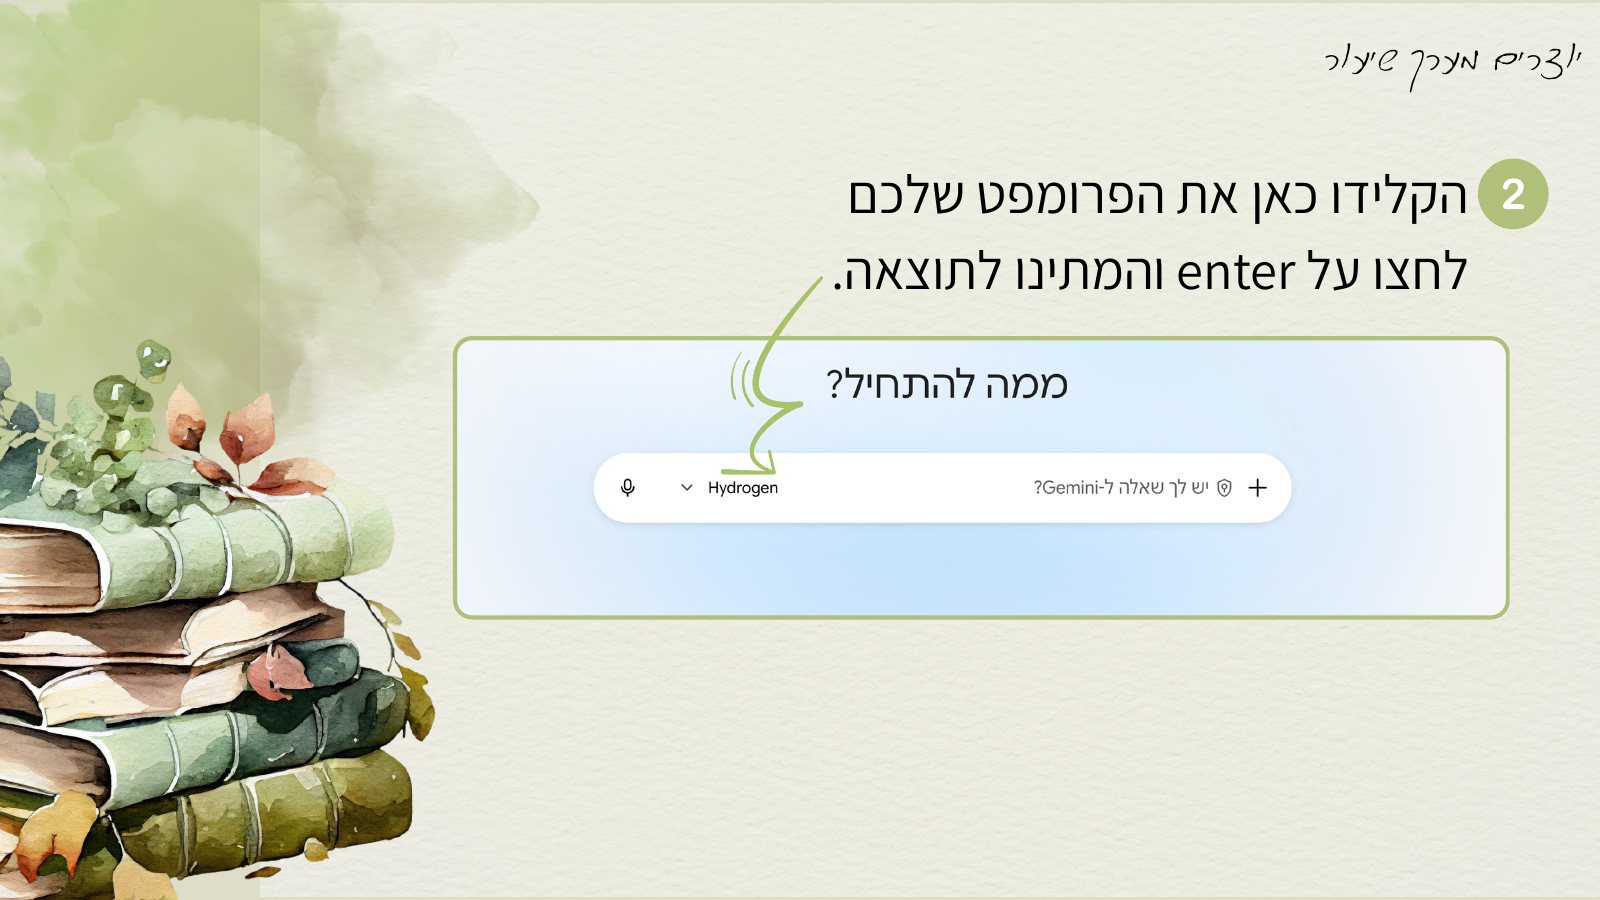 יוצרים מערך שיעור
2 הקלידו כאן את הפרומפט שלכם
לחצו על enter והמתינו לתוצאה.
ממה להתחיל?
יש לך שאלה ל-Gemini?
Hydrogen